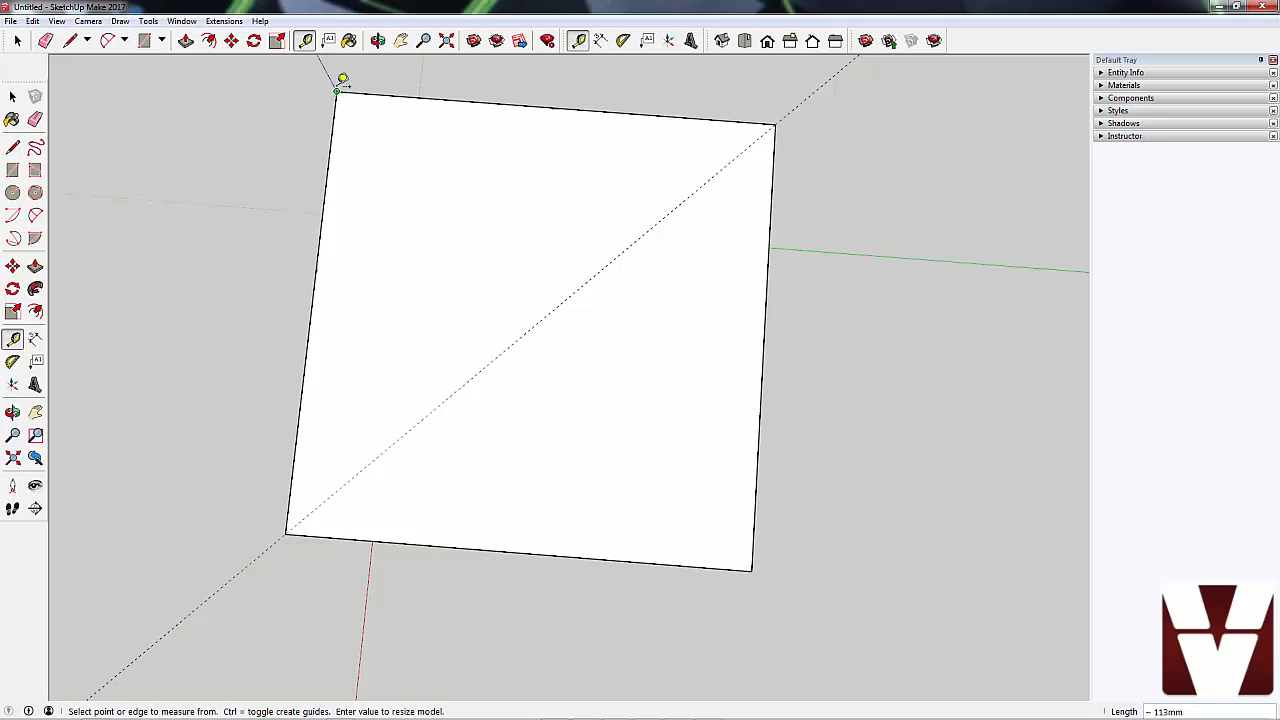 Untitled - SketchUp Make 2017
File Edit View Camera Draw Tools Window Extensions Help
Default Tray
Entity Info
Materials
Components
Styles
Shadows
Instructor
Select point or edge to measure from. Ctrl = toggle create guides. Enter value to resize model.
Length ~ 113mm